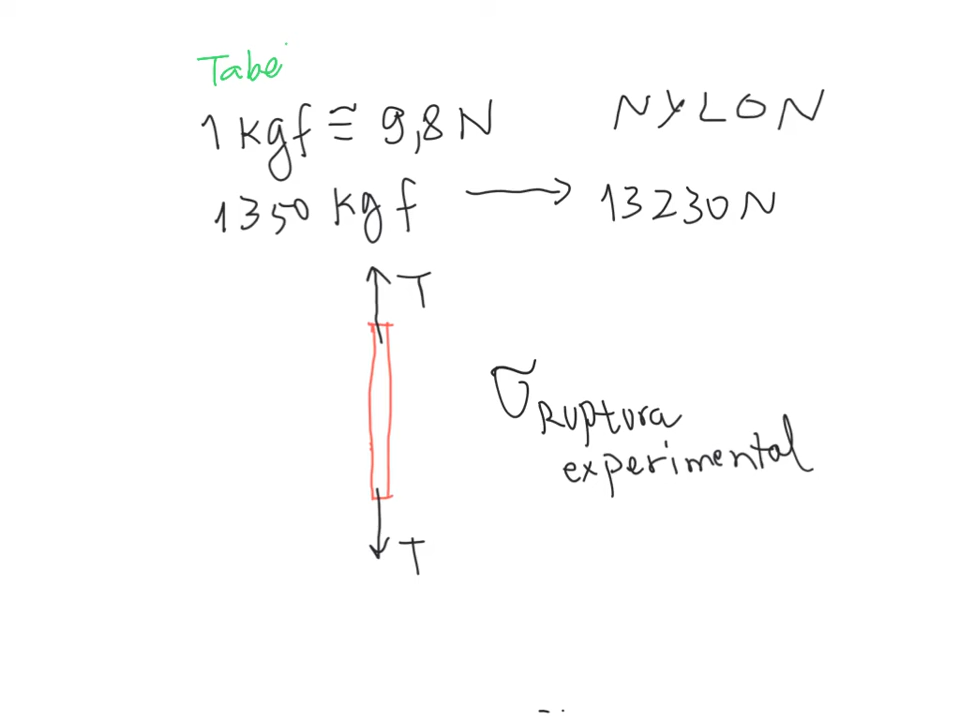 Tabe
1 kgf ≅ 9,8 N
NYLON
1350 kgf → 13230 N
T
σ Ruptura
experimental
T